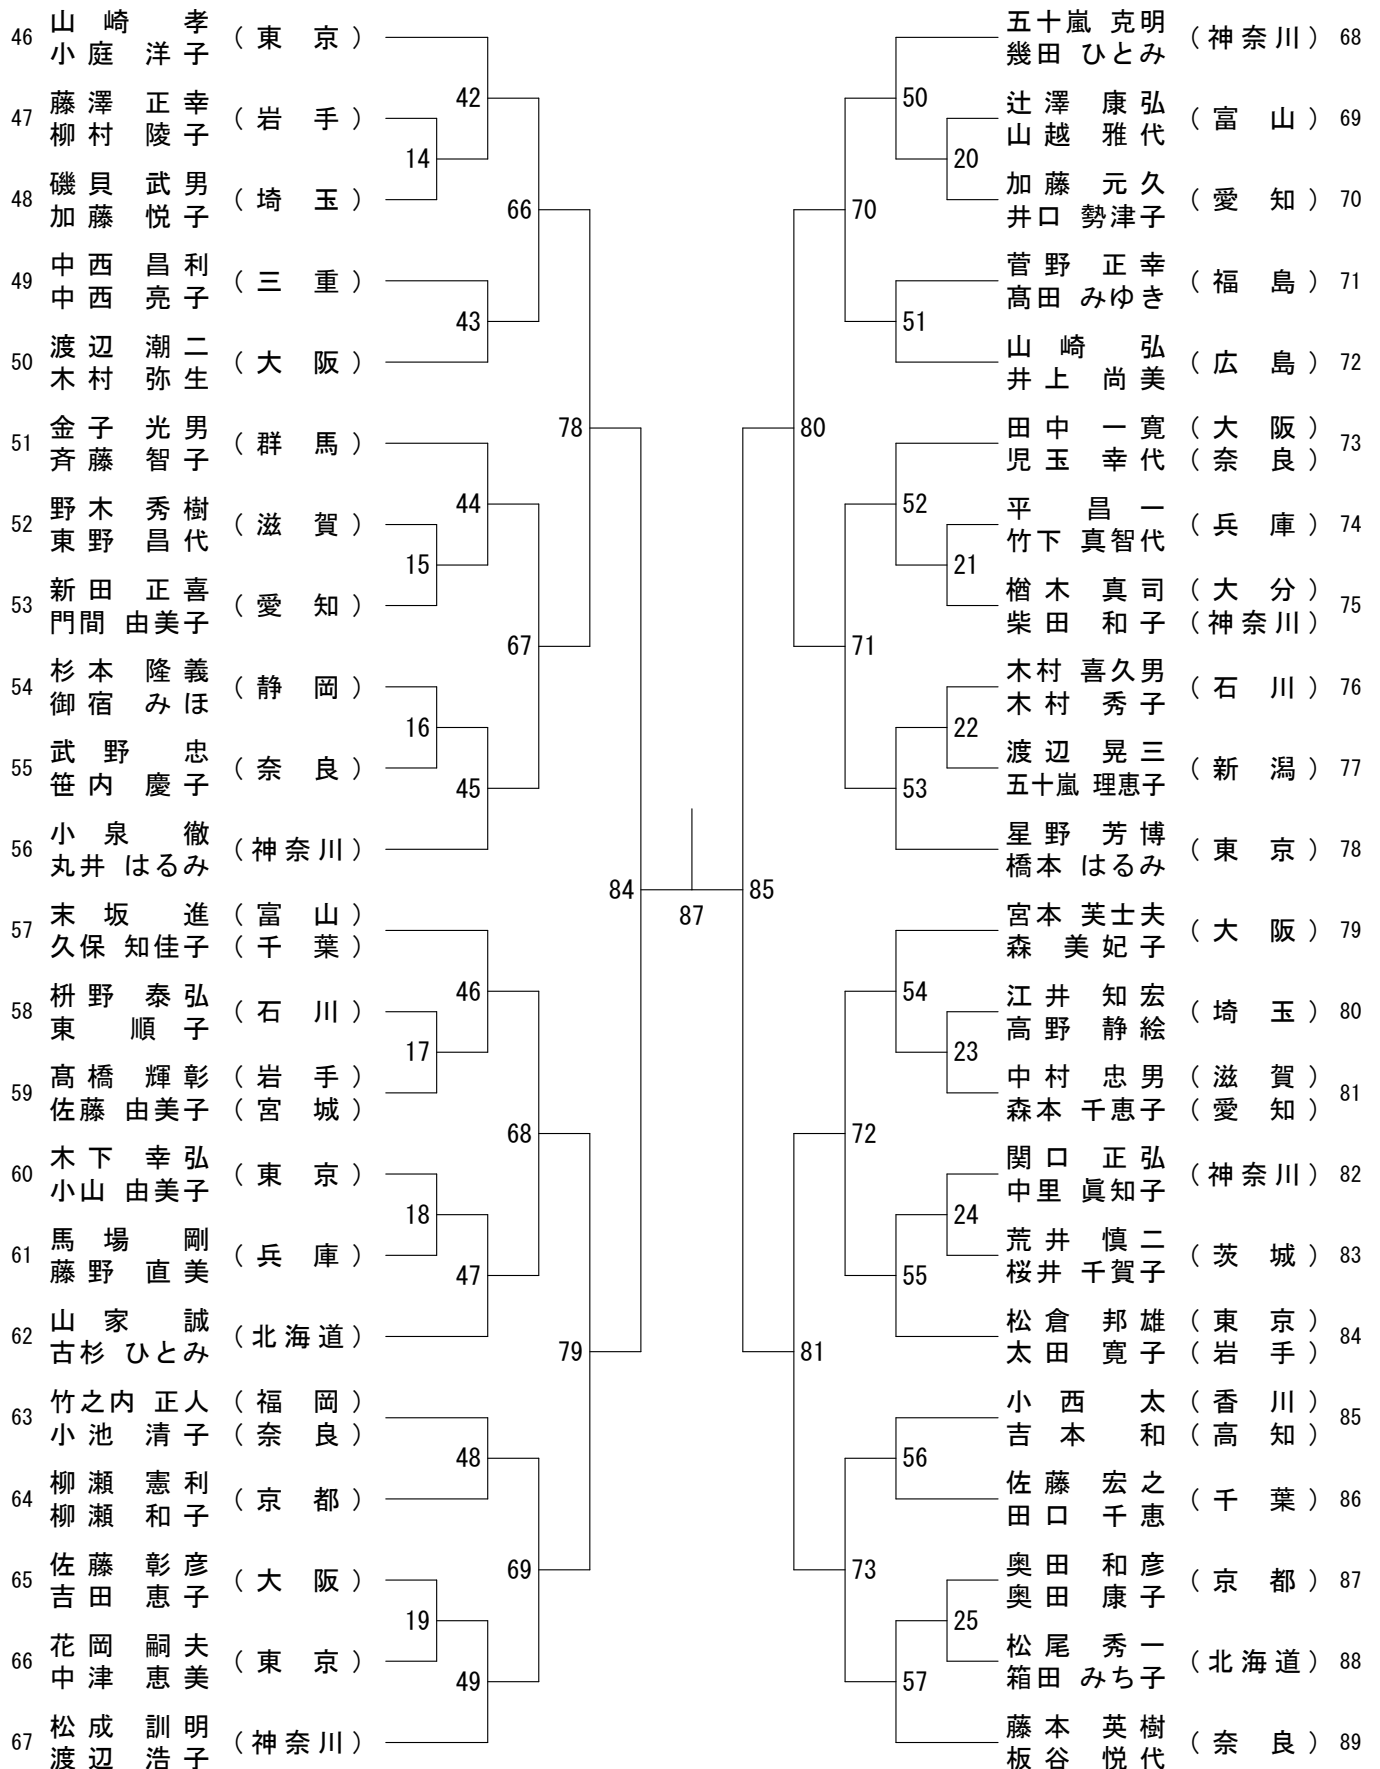 46 山崎 孝 (東京)
小庭 洋子
47 藤澤 正幸 (岩手)
柳村 陵子
48 磯貝 武男 (埼玉)
加藤 悦子
49 中西 昌利 (三重)
中西 亮子
50 渡辺 潮二 (大阪)
木村 弥生
51 金子 光男 (群馬)
斉藤 智子
52 野木 秀樹 (滋賀)
東野 昌代
53 新田 正喜 (愛知)
門間 由美子
54 杉本 隆義 (静岡)
御宿 みほ
55 武野 忠 (奈良)
笹内 慶子
56 小泉 徹 (神奈川)
丸井 はるみ
57 末坂 進 (富山)
久保 知佳子 (千葉)
58 枡野 泰弘 (石川)
東 順子
59 髙橋 輝彰 (岩手)
佐藤 由美子 (宮城)
60 木下 幸弘 (東京)
小山 由美子
61 馬場 剛 (兵庫)
藤野 直美
62 山家 誠 (北海道)
古杉 ひとみ
63 竹之内 正人 (福岡)
小池 清子 (奈良)
64 柳瀬 憲利 (京都)
柳瀬 和子
65 佐藤 彰彦 (大阪)
吉田 恵子
66 花岡 嗣夫 (東京)
中津 恵美
67 松成 訓明 (神奈川)
渡辺 浩子
14
15
16
17
18
19
42
43
44
45
46
47
48
49
66
67
68
69
78
79
84
87
85
80
81
70
71
72
73
50
51
52
53
54
55
56
57
20
21
22
23
24
25
五十嵐 克明 (神奈川) 68
幾田 ひとみ
辻澤 康弘 (富山) 69
山越 雅代
加藤 元久 (愛知) 70
井口 勢津子
菅野 正幸 (福島) 71
髙田 みゆき
山崎 弘 (広島) 72
井上 尚美
田中 一寛 (大阪) 73
児玉 幸代 (奈良)
平 昌一 (兵庫) 74
竹下 真智代
楢木 真司 (大分) 75
柴田 和子 (神奈川)
木村 喜久男 (石川) 76
木村 秀子
渡辺 晃三 (新潟) 77
五十嵐 理恵子
星野 芳博 (東京) 78
橋本 はるみ
宮本 芙士夫 (大阪) 79
森 美妃子
江井 知宏 (埼玉) 80
高野 静絵
中村 忠男 (滋賀) 81
森本 千恵子 (愛知)
関口 正弘 (神奈川) 82
中里 眞知子
荒井 慎二 (茨城) 83
桜井 千賀子
松倉 邦雄 (東京) 84
太田 寛子 (岩手)
小西 太 (香川) 85
吉本 和 (高知)
佐藤 宏之 (千葉) 86
田口 千恵
奥田 和彦 (京都) 87
奥田 康子
松尾 秀一 (北海道) 88
箱田 みち子
藤本 英樹 (奈良) 89
板谷 悦代